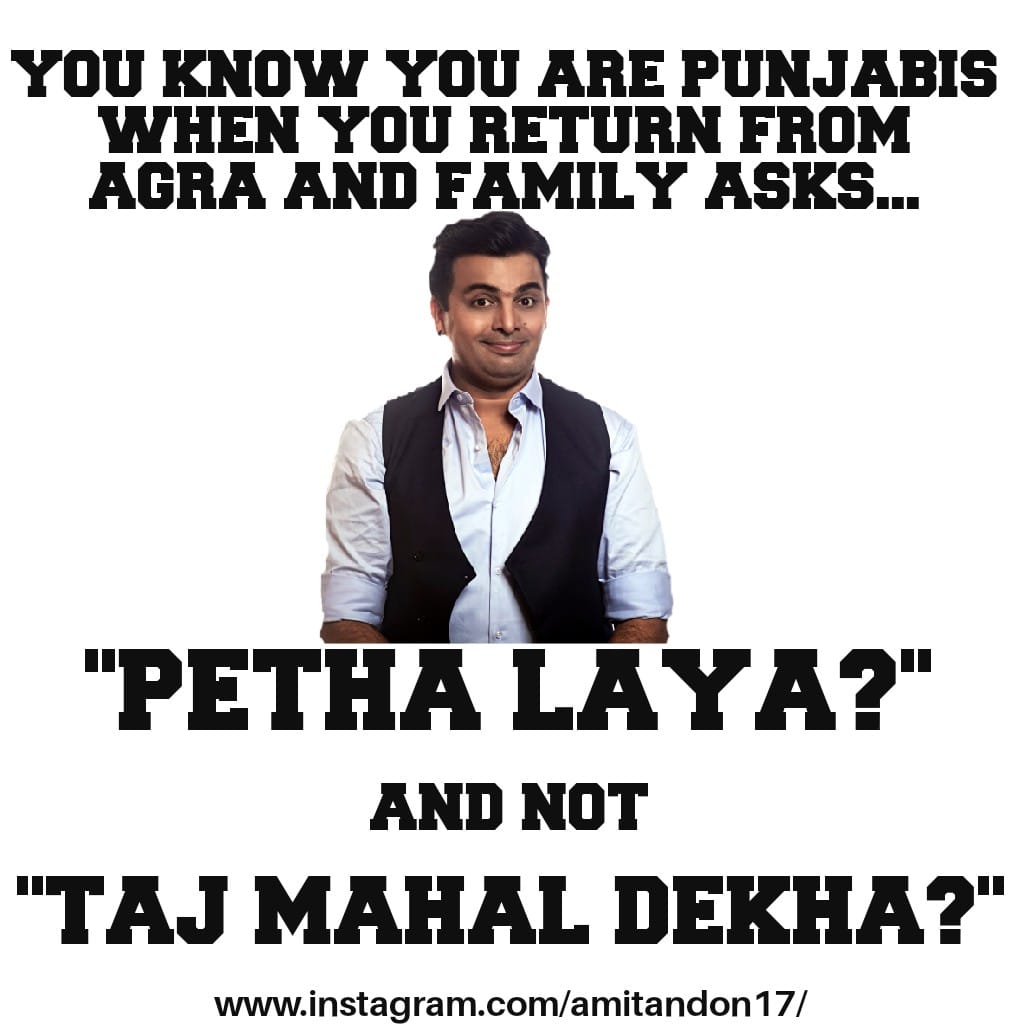 YOU KNOW YOU ARE PUNJABIS
WHEN YOU RETURN FROM
AGRA AND FAMILY ASKS...
"PETHA LAYA?"
AND NOT
"TAJ MAHAL DEKHA?"
www.instagram.com/amitandon17/